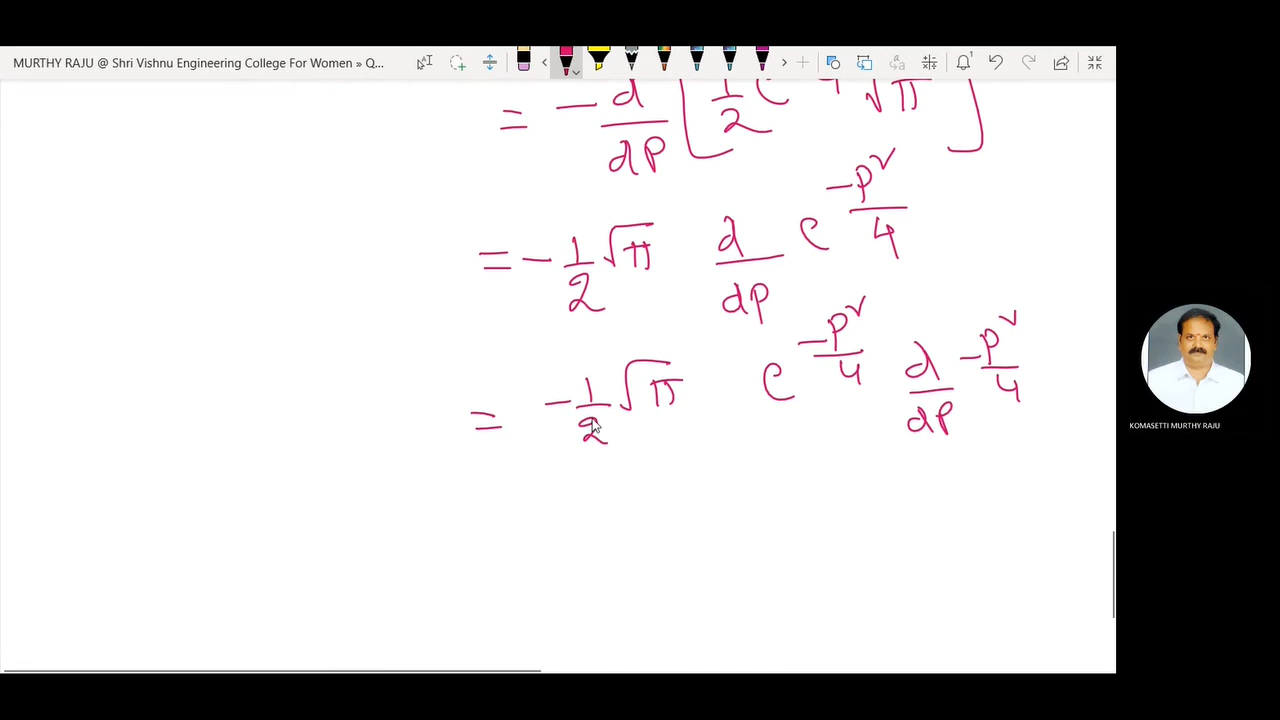 MURTHY RAJU @ Shri Vishnu Engineering College For Women » Q...
= -d/dP [1/2 e √π]
= -1/2 √π d/dP e^(-P²/4)
= -1/2 √π e^(-P²/4) d/dP -P²/4
KOMASETTI MURTHY RAJU